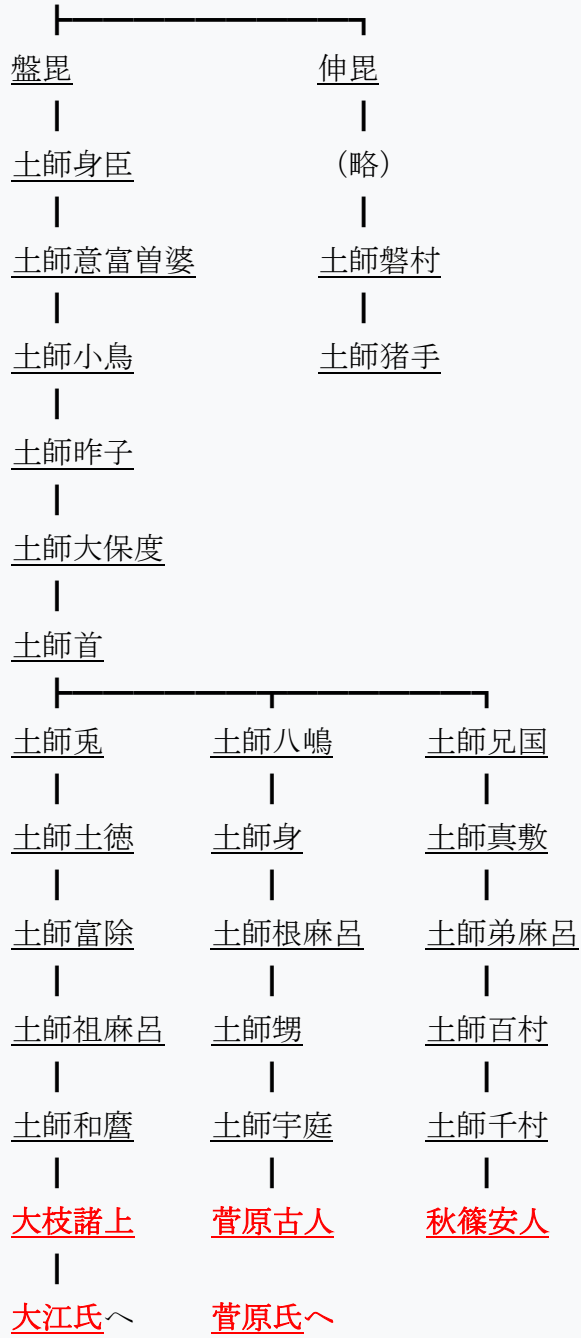 盤毘 伸毘
土師身臣 （略）
土師意富曽婆 土師磐村
土師小鳥 土師猪手
土師昨子
土師大保度
土師首
土師兎 土師八嶋 土師兄国
土師土徳 土師身 土師真敷
土師富除 土師根麻呂 土師弟麻呂
土師祖麻呂 土師甥 土師百村
土師和麿 土師宇庭 土師千村
大枝諸上 菅原古人 秋篠安人
大江氏へ 菅原氏へ